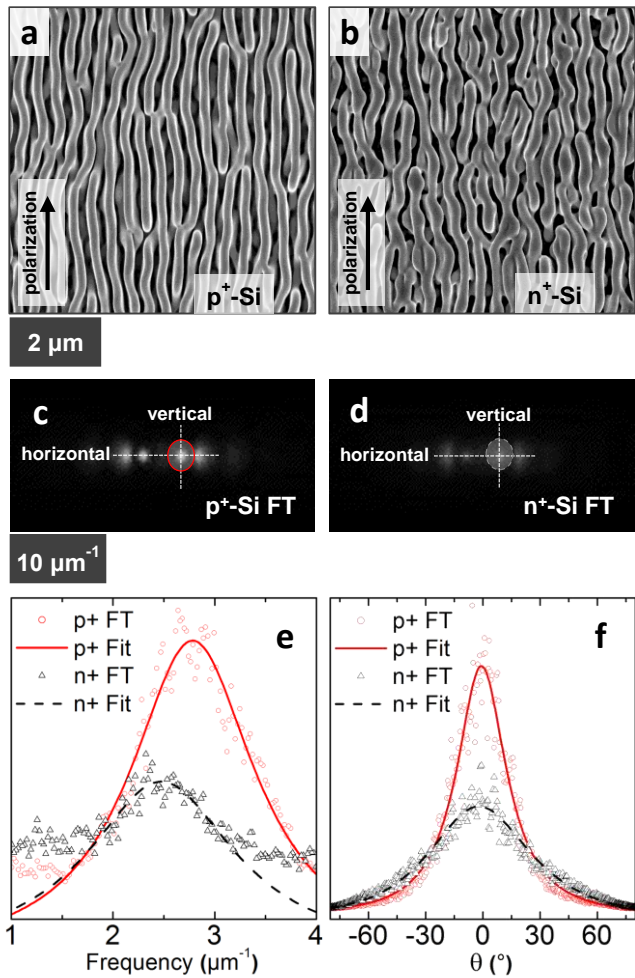 a
b
polarization
polarization
p⁺-Si
n⁺-Si
2 µm
c
d
vertical
vertical
horizontal
horizontal
p⁺-Si FT
n⁺-Si FT
10 µm⁻¹
e
f
p+ FT
p+ Fit
n+ FT
n+ Fit
p+ FT
p+ Fit
n+ FT
n+ Fit
1 2 3 4
-60 -30 0 30 60
Frequency (µm⁻¹)
θ (°)